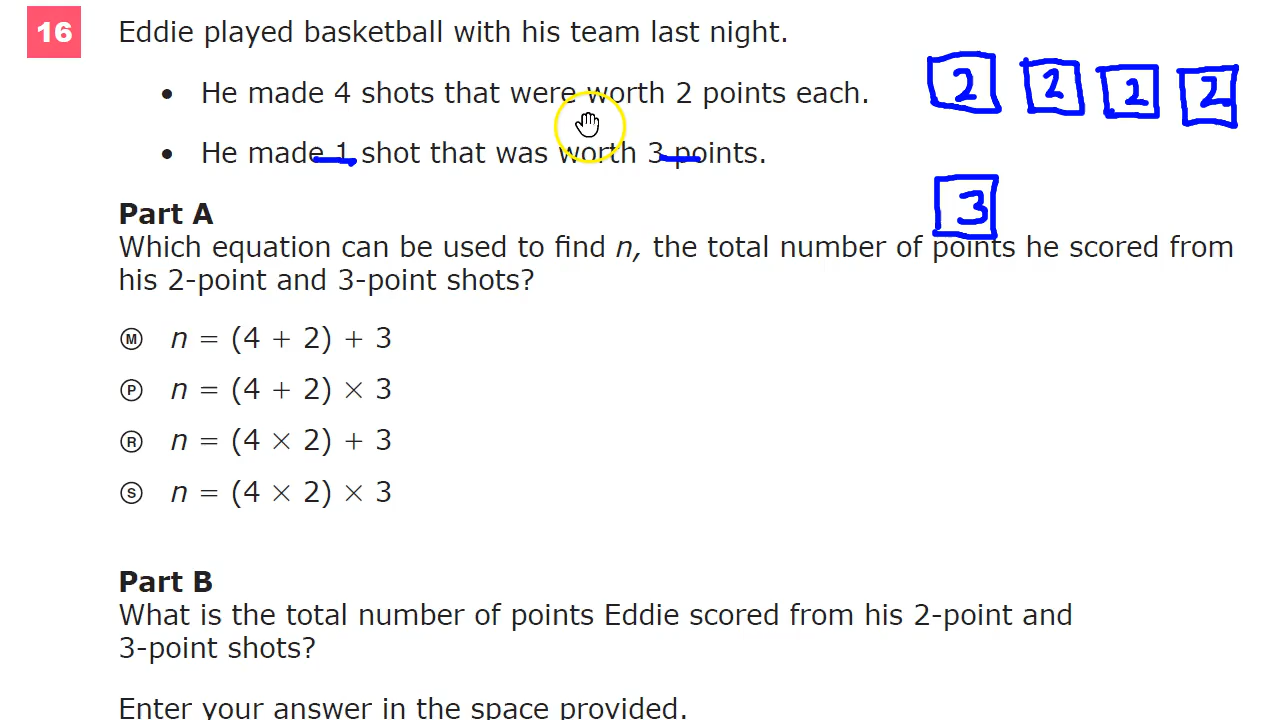 16 Eddie played basketball with his team last night.
• He made 4 shots that were worth 2 points each.
2 2 2 2
• He made 1 shot that was worth 3 points.
3
Part A
Which equation can be used to find n, the total number of points he scored from
his 2-point and 3-point shots?
M n = (4 + 2) + 3
P n = (4 + 2) × 3
R n = (4 × 2) + 3
S n = (4 × 2) × 3
Part B
What is the total number of points Eddie scored from his 2-point and
3-point shots?
Enter your answer in the space provided.